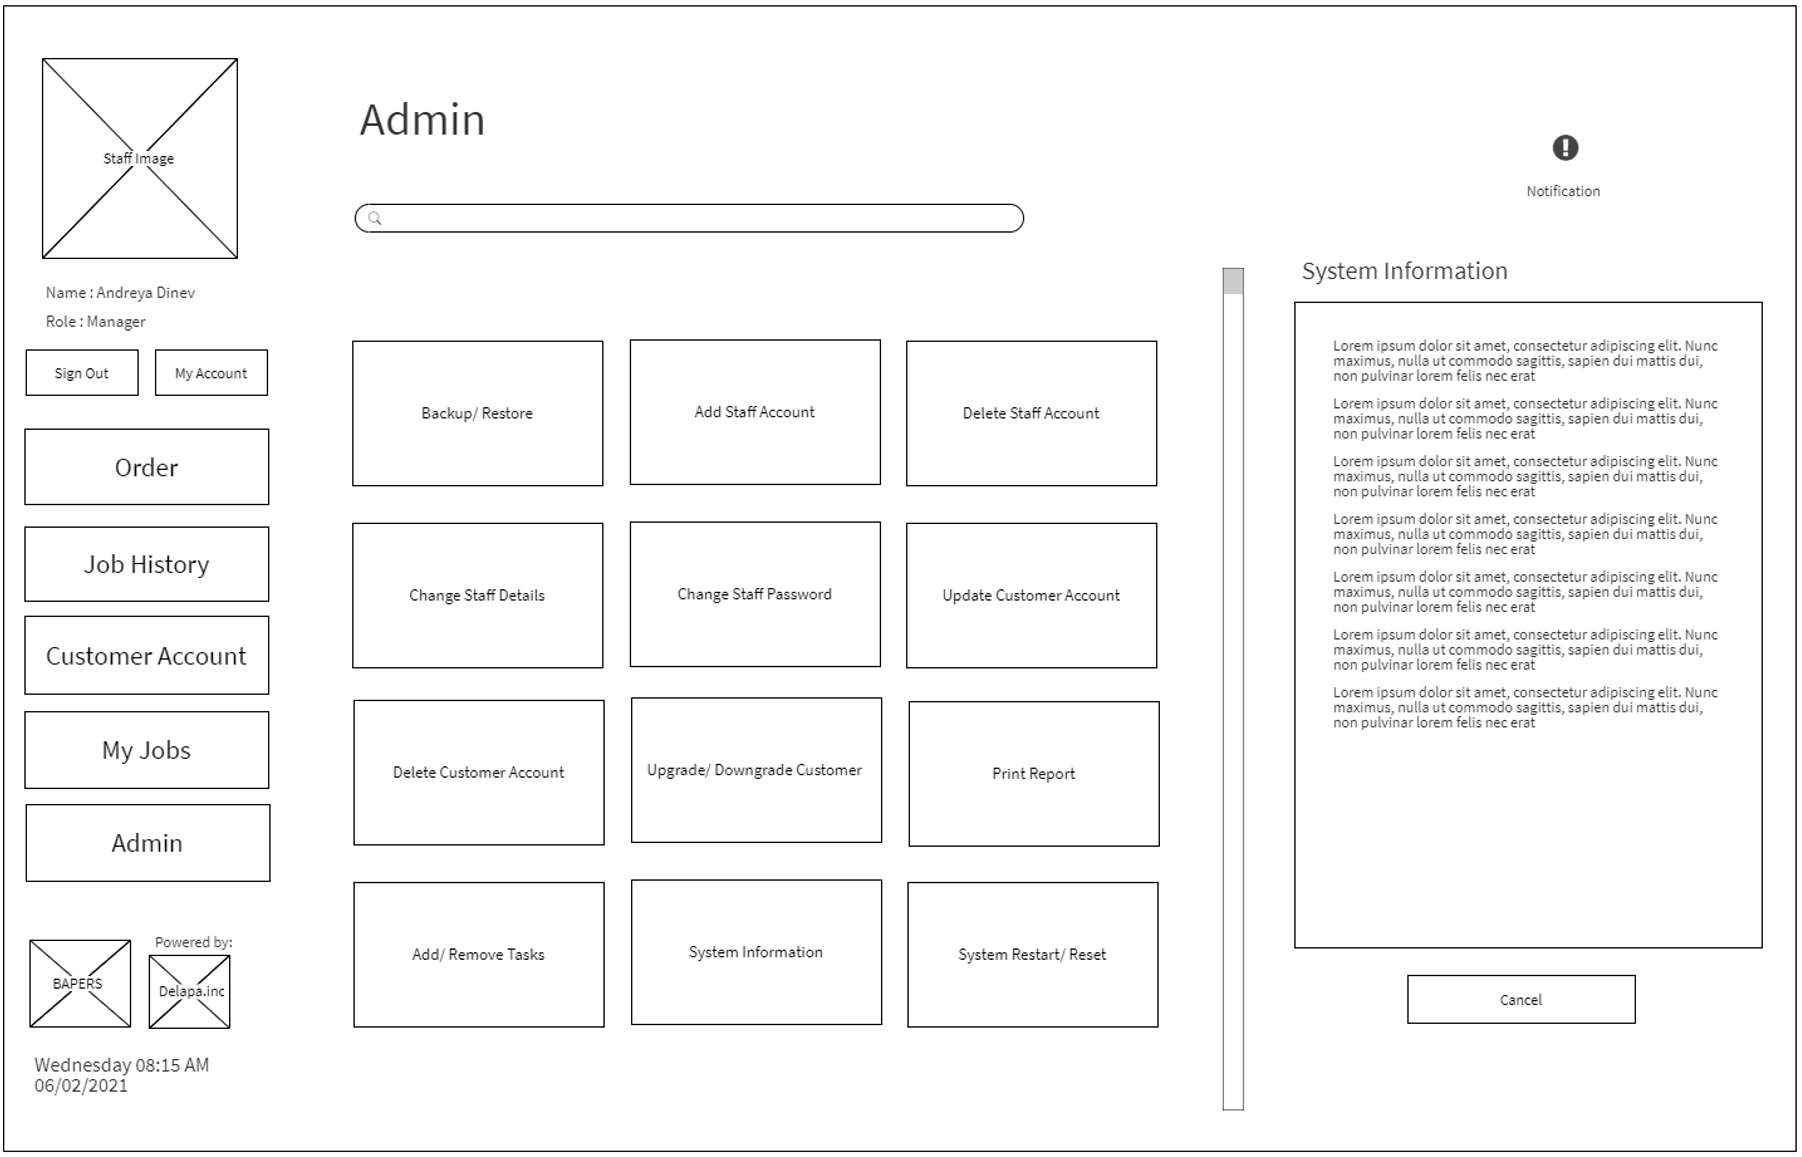 Staff Image
Name : Andreya Dinev
Role : Manager
Sign Out
My Account
Order
Job History
Customer Account
My Jobs
Admin
BAPERS
Powered by:
Delapa.inc
Wednesday 08:15 AM
06/02/2021
Admin
Backup/ Restore
Add Staff Account
Delete Staff Account
Change Staff Details
Change Staff Password
Update Customer Account
Delete Customer Account
Upgrade/ Downgrade Customer
Print Report
Add/ Remove Tasks
System Information
System Restart/ Reset
Notification
System Information
Lorem ipsum dolor sit amet, consectetur adipiscing elit. Nunc
maximus, nulla ut commodo sagittis, sapien dui mattis dui,
non pulvinar lorem felis nec erat
Lorem ipsum dolor sit amet, consectetur adipiscing elit. Nunc
maximus, nulla ut commodo sagittis, sapien dui mattis dui,
non pulvinar lorem felis nec erat
Lorem ipsum dolor sit amet, consectetur adipiscing elit. Nunc
maximus, nulla ut commodo sagittis, sapien dui mattis dui,
non pulvinar lorem felis nec erat
Lorem ipsum dolor sit amet, consectetur adipiscing elit. Nunc
maximus, nulla ut commodo sagittis, sapien dui mattis dui,
non pulvinar lorem felis nec erat
Lorem ipsum dolor sit amet, consectetur adipiscing elit. Nunc
maximus, nulla ut commodo sagittis, sapien dui mattis dui,
non pulvinar lorem felis nec erat
Lorem ipsum dolor sit amet, consectetur adipiscing elit. Nunc
maximus, nulla ut commodo sagittis, sapien dui mattis dui,
non pulvinar lorem felis nec erat
Lorem ipsum dolor sit amet, consectetur adipiscing elit. Nunc
maximus, nulla ut commodo sagittis, sapien dui mattis dui,
non pulvinar lorem felis nec erat
Cancel